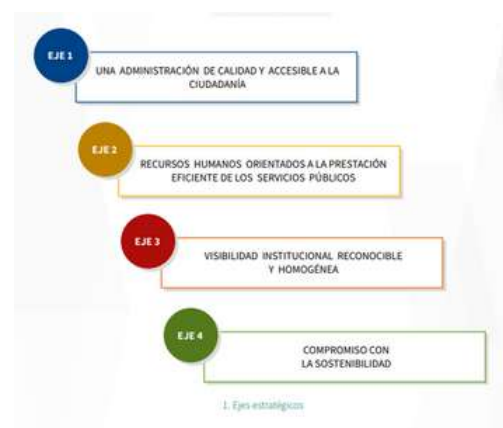 EJE 1
UNA ADMINISTRACIÓN DE CALIDAD Y ACCESIBLE A LA
CIUDADANÍA
EJE 2
RECURSOS HUMANOS ORIENTADOS A LA PRESTACIÓN
EFICIENTE DE LOS SERVICIOS PÚBLICOS
EJE 3
VISIBILIDAD INSTITUCIONAL RECONOCIBLE
Y HOMOGÉNEA
EJE 4
COMPROMISO CON
LA SOSTENIBILIDAD
1. Ejes estratégicos